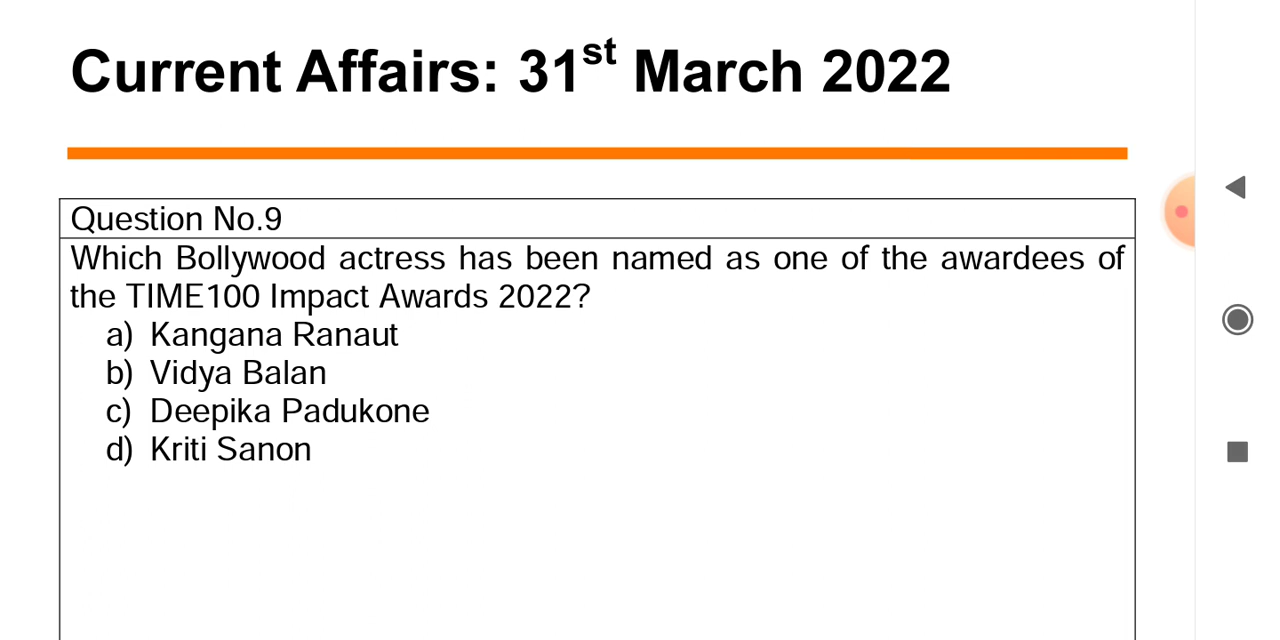 Current Affairs: 31st March 2022
Question No.9
Which Bollywood actress has been named as one of the awardees of
the TIME100 Impact Awards 2022?
a) Kangana Ranaut
b) Vidya Balan
c) Deepika Padukone
d) Kriti Sanon